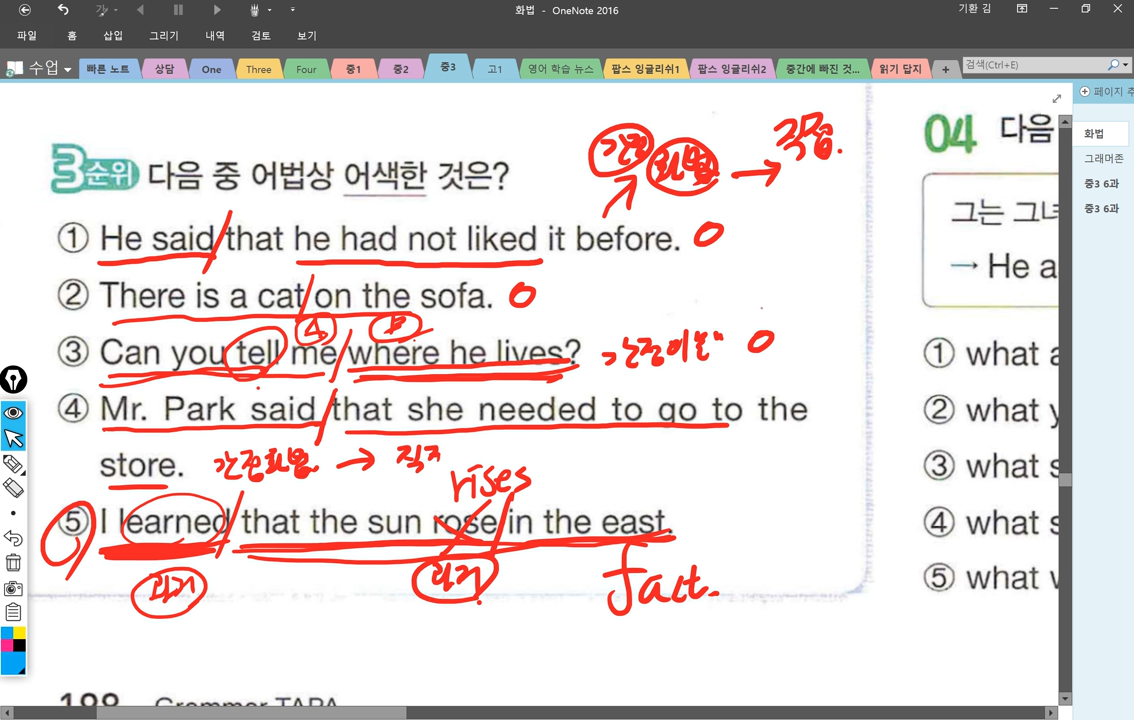 화법 - OneNote 2016
기환 김
파일 홈 삽입 그리기 내역 검토 보기
수업 빠른 노트 상담 One Three Four 중1 중2 중3 고1 영어 학습 뉴스 팝스 잉글리쉬1 팝스 잉글리쉬2 중간에 빠진 것... 읽기 답지 + 검색(Ctrl+E)
페이지 추
화법
그래머존
중3 6과
중3 6과
간접 화법 → 직접.
3순위 다음 중 어법상 어색한 것은?
① He said that he had not liked it before.
② There is a cat on the sofa.
4
③ Can you tell me where he lives? 간접의문
④ Mr. Park said that she needed to go to the
store. 간접화법 →
rises
⑤ I learned that the sun rose in the east.
과거 과거 fact.
188 Grammar TAPA
04 다음
그는 그녀
→ He a
① what a
② what y
③ what s
④ what s
⑤ what w